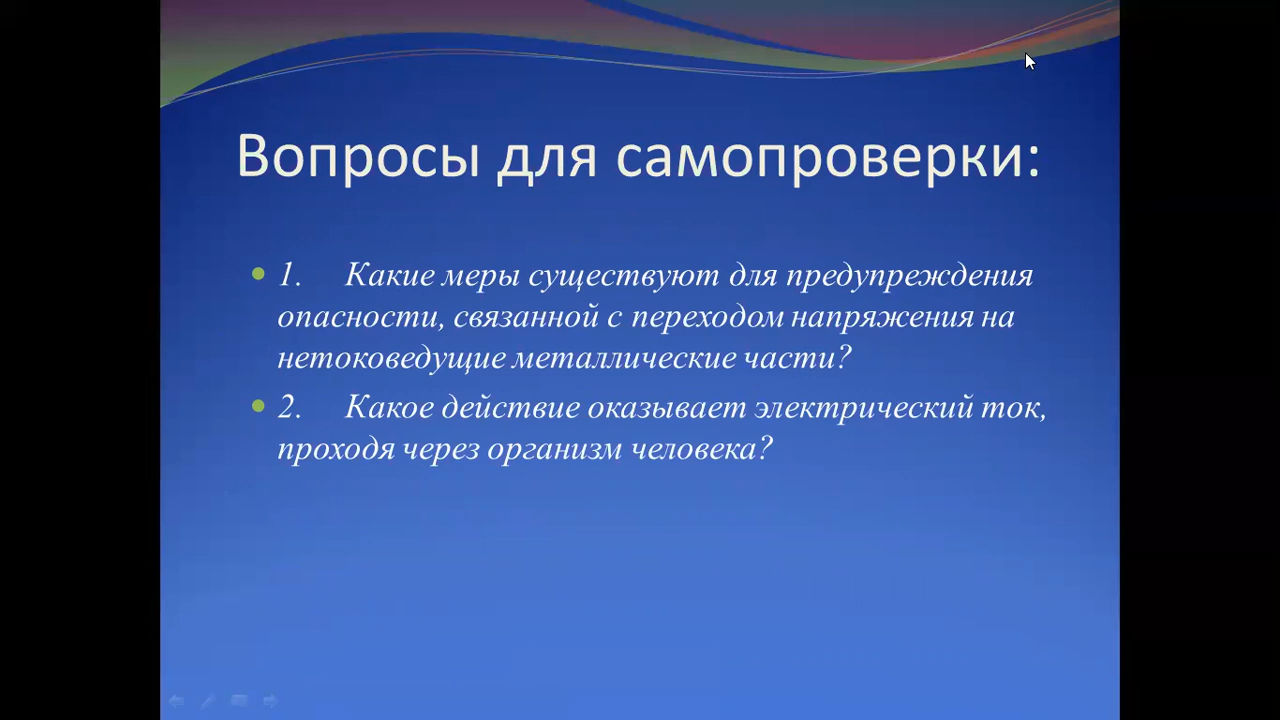 Вопросы для самопроверки:
1. Какие меры существуют для предупреждения
опасности, связанной с переходом напряжения на
нетоковедущие металлические части?
2. Какое действие оказывает электрический ток,
проходя через организм человека?